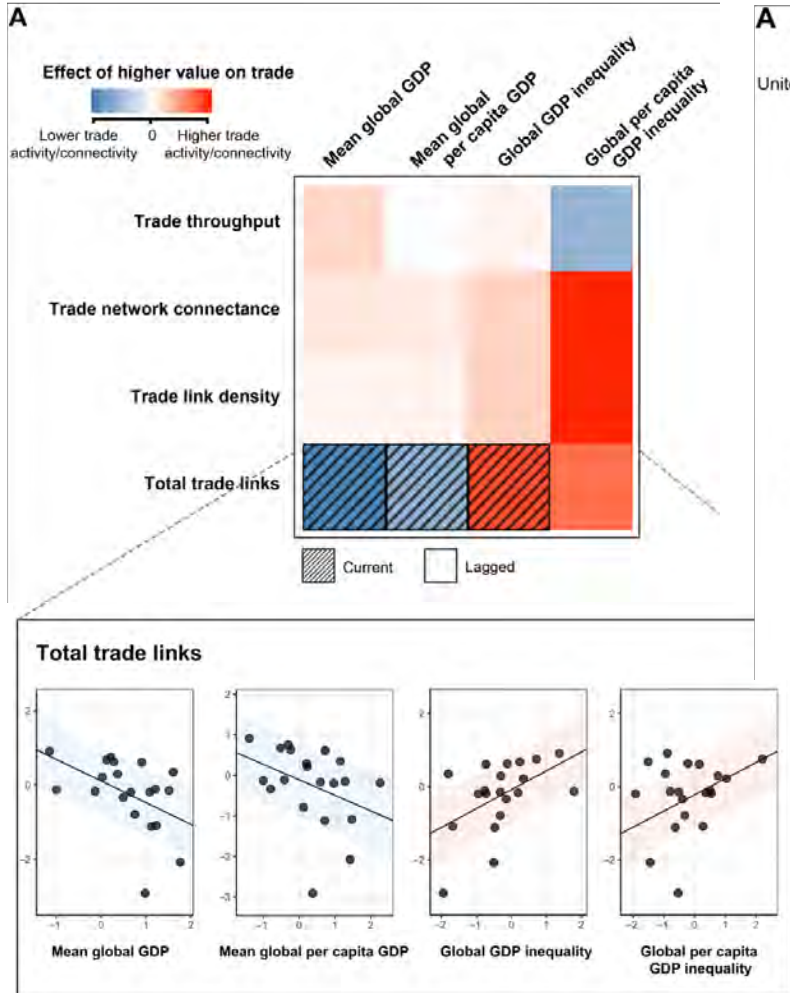 A
A
Effect of higher value on trade
Lower trade activity/connectivity
0
Higher trade activity/connectivity
Mean global GDP
Mean global
per capita GDP
Global GDP inequality
Global per capita
GDP inequality
Trade throughput
Trade network connectance
Trade link density
Total trade links
Current
Lagged
Total trade links
2
0
-2
-1
0
1
2
Mean global GDP
2
1
0
-1
-2
-3
-1
0
1
2
Mean global per capita GDP
2
0
-2
-2
-1
0
1
2
Global GDP inequality
2
0
-2
-2
-1
0
1
2
Global per capita
GDP inequality